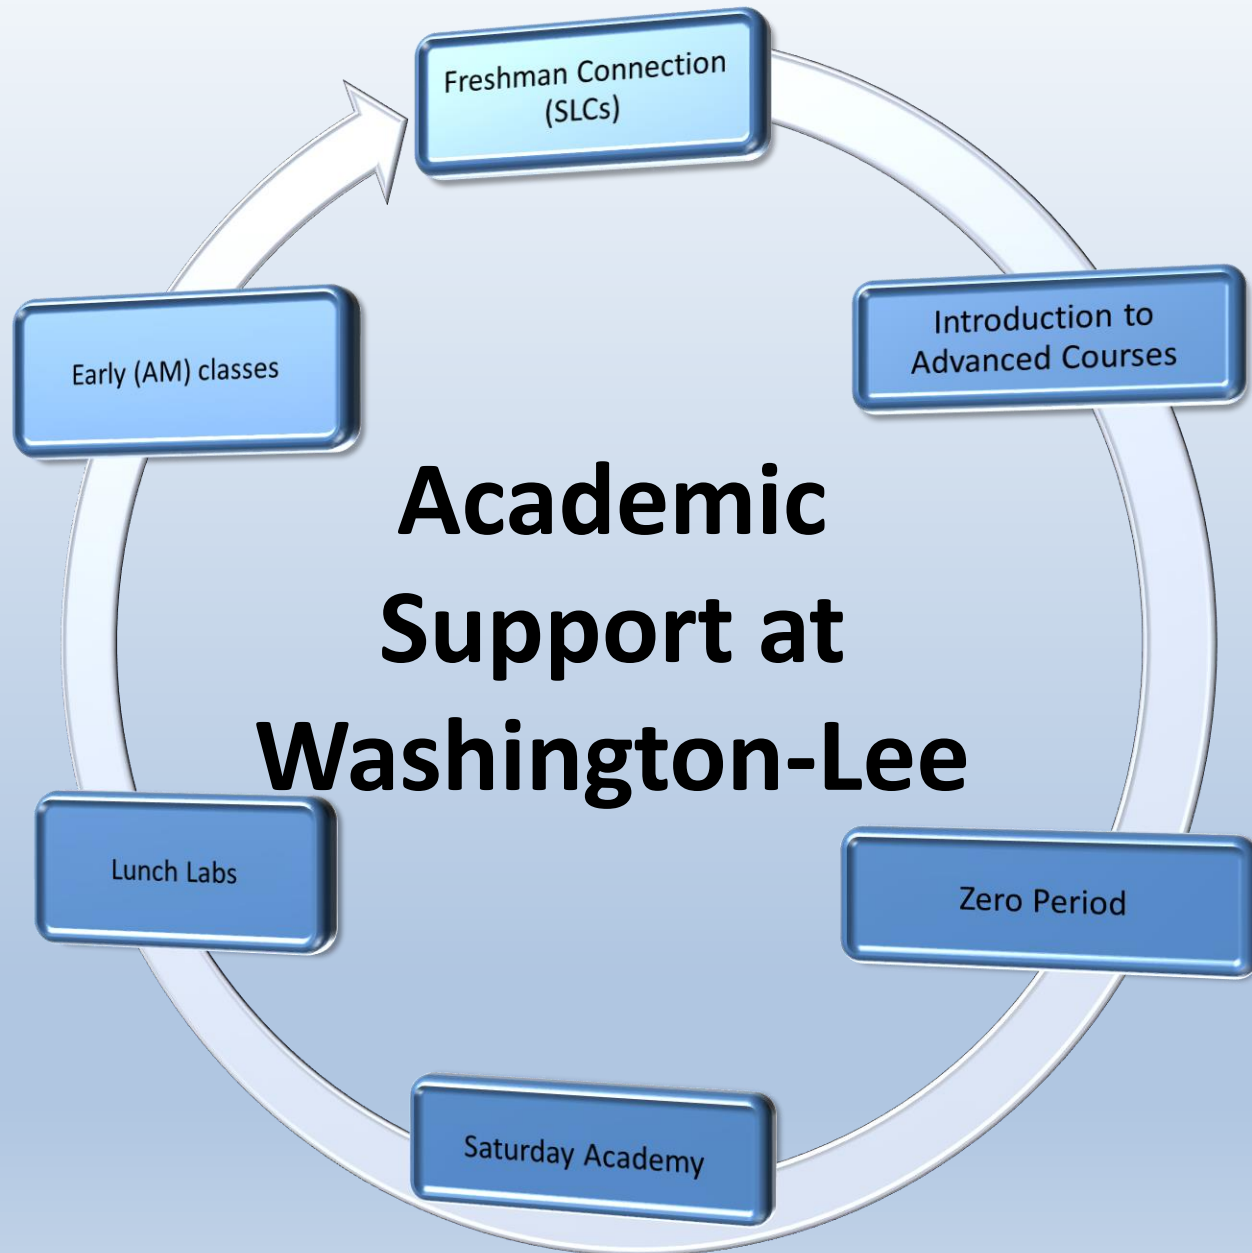 Freshman Connection
(SLCs)
Introduction to
Advanced Courses
Early (AM) classes
Academic
Support at
Washington-Lee
Lunch Labs
Zero Period
Saturday Academy